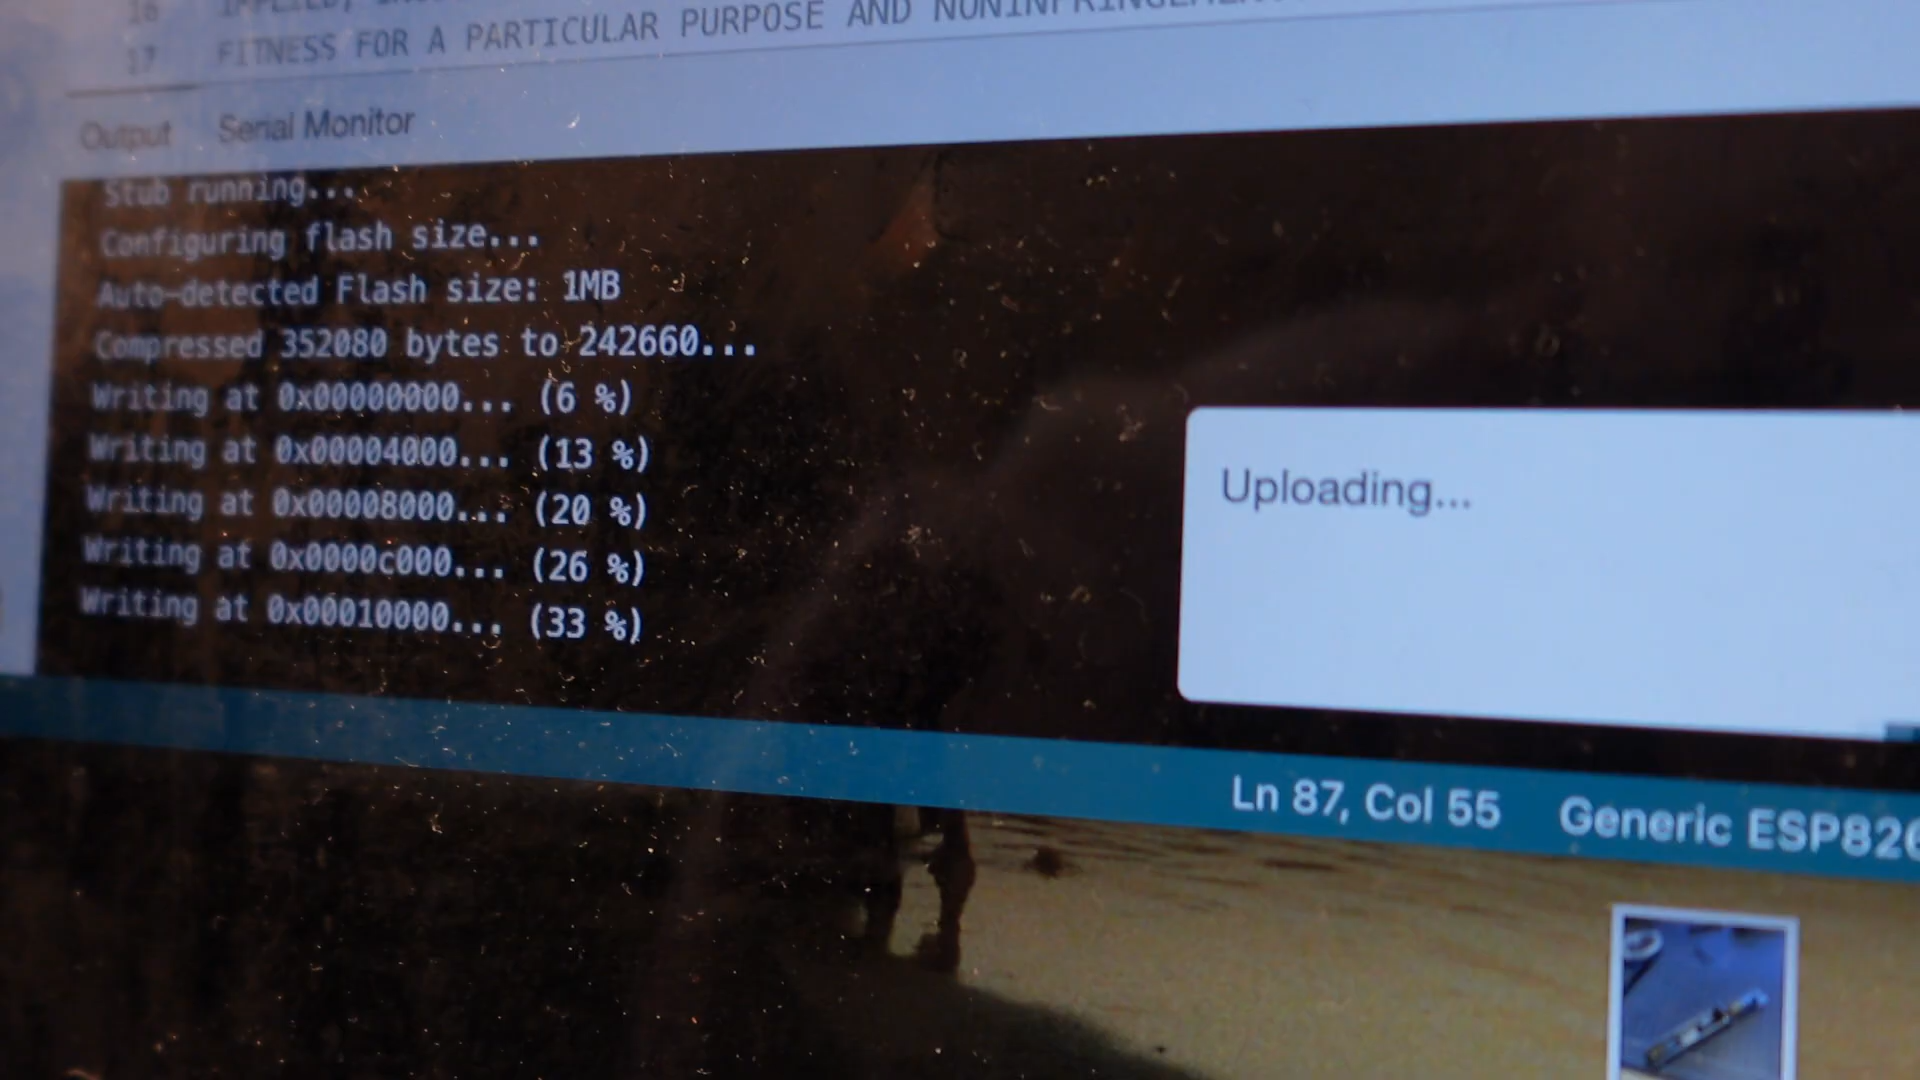 16
17 FITNESS FOR A PARTICULAR PURPOSE AND
Output Serial Monitor
Stub running...
Configuring flash size...
Auto-detected Flash size: 1MB
Compressed 352080 bytes to 242660...
Writing at 0x00000000... (6 %)
Writing at 0x00004000... (13 %)
Writing at 0x00008000... (20 %)
Writing at 0x0000c000... (26 %)
Writing at 0x00010000... (33 %)
Uploading...
Ln 87, Col 55 Generic